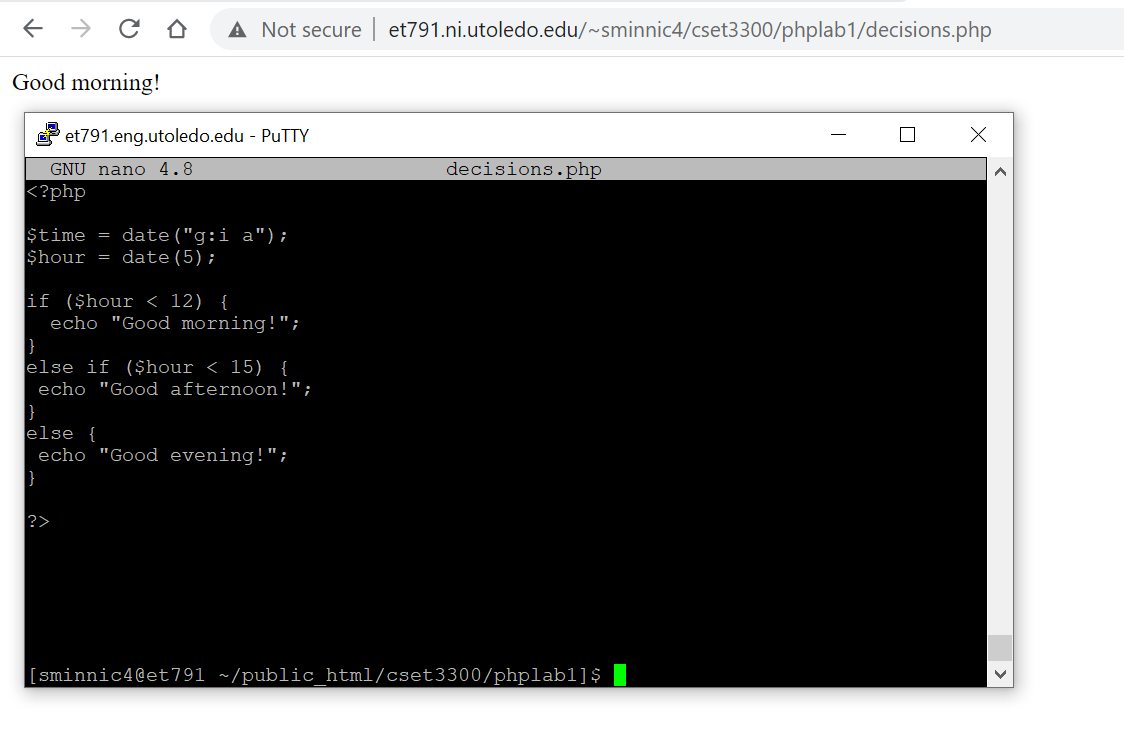 Not secure | et791.ni.utoledo.edu/~sminnic4/cset3300/phplab1/decisions.php
Good morning!
et791.eng.utoledo.edu - PuTTY
GNU nano 4.8 decisions.php
<?php
$time = date("g:i a");
$hour = date(5);
if ($hour < 12) {
echo "Good morning!";
}
else if ($hour < 15) {
echo "Good afternoon!";
}
else {
echo "Good evening!";
}
?>
[sminnic4@et791 ~/public_html/cset3300/phplab1]$